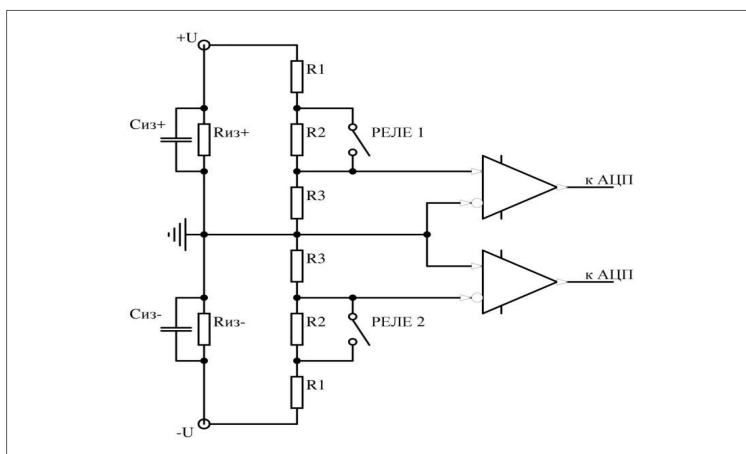 +U
R1
Сиз+
Rиз+
R2
РЕЛЕ 1
к АЦП
R3
R3
к АЦП
Сиз-
Rиз-
R2
РЕЛЕ 2
R1
-U